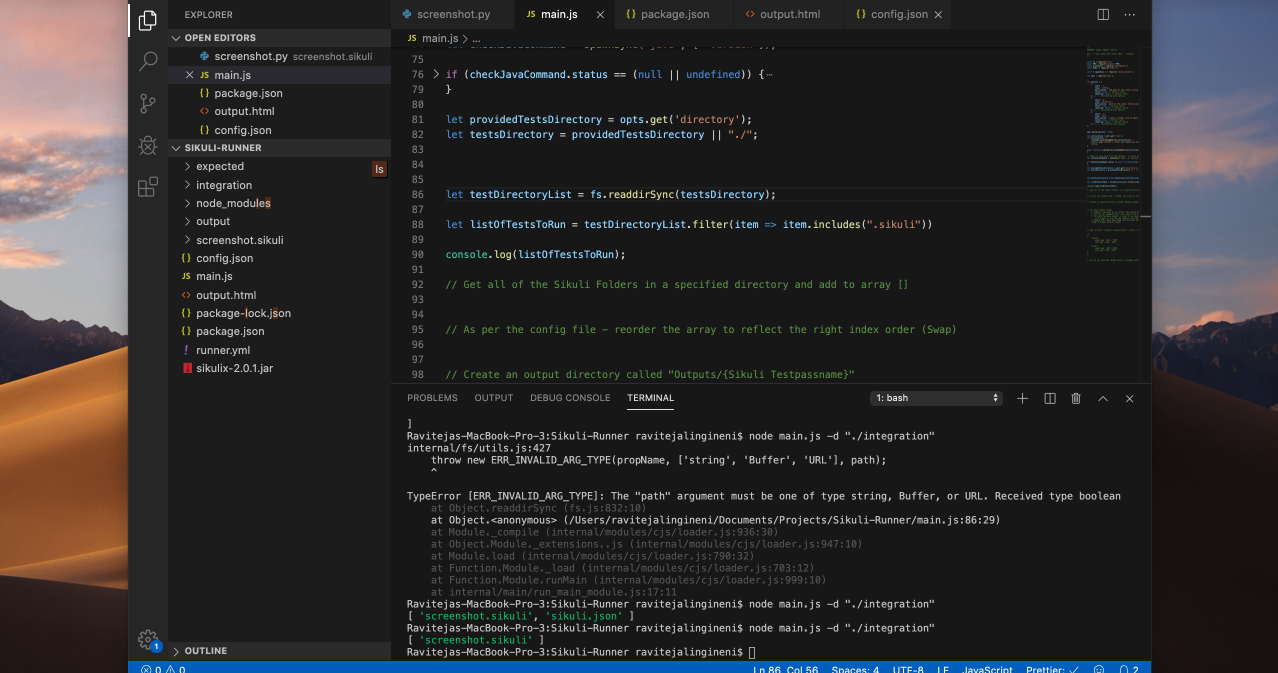 EXPLORER
OPEN EDITORS
screenshot.py screenshot.sikuli
JS main.js
{} package.json
<> output.html
{} config.json
SIKULI-RUNNER
expected
ls
integration
node_modules
output
screenshot.sikuli
{} config.json
JS main.js
<> output.html
{} package-lock.json
{} package.json
! runner.yml
sikulix-2.0.1.jar
1
OUTLINE
screenshot.py
JS main.js
{} package.json
<> output.html
{} config.json
JS main.js > ...
75
76 if (checkJavaCommand.status == (null || undefined)) {
79 }
80
81 let providedTestsDirectory = opts.get('directory');
82 let testsDirectory = providedTestsDirectory || "./";
83
84
85
86 let testDirectoryList = fs.readdirSync(testsDirectory);
87
88 let listOfTestsToRun = testDirectoryList.filter(item => item.includes(".sikuli"))
89
90 console.log(listOfTestsToRun);
91
92 // Get all of the Sikuli Folders in a specified directory and add to array []
93
94
95 // As per the config file - reorder the array to reflect the right index order (Swap)
96
97
98 // Create an output directory called "Outputs/{Sikuli Testpassname}"
PROBLEMS OUTPUT DEBUG CONSOLE TERMINAL 1: bash
]
Ravitejas-MacBook-Pro-3:Sikuli-Runner ravitejalingineni$ node main.js -d "./integration"
internal/fs/utils.js:427
throw new ERR_INVALID_ARG_TYPE(propName, ['string', 'Buffer', 'URL'], path);
^
TypeError [ERR_INVALID_ARG_TYPE]: The "path" argument must be one of type string, Buffer, or URL. Received type boolean
at Object.readdirSync (fs.js:832:10)
at Object.<anonymous> (/Users/ravitejalingineni/Documents/Projects/Sikuli-Runner/main.js:86:29)
at Module._compile (internal/modules/cjs/loader.js:936:30)
at Object.Module._extensions..js (internal/modules/cjs/loader.js:947:10)
at Module.load (internal/modules/cjs/loader.js:790:32)
at Function.Module._load (internal/modules/cjs/loader.js:703:12)
at Function.Module.runMain (internal/modules/cjs/loader.js:999:10)
at internal/main/run_main_module.js:17:11
Ravitejas-MacBook-Pro-3:Sikuli-Runner ravitejalingineni$ node main.js -d "./integration"
[ 'screenshot.sikuli', 'sikuli.json' ]
Ravitejas-MacBook-Pro-3:Sikuli-Runner ravitejalingineni$ node main.js -d "./integration"
[ 'screenshot.sikuli' ]
Ravitejas-MacBook-Pro-3:Sikuli-Runner ravitejalingineni$
0 0 Ln 86, Col 56 Spaces: 4 UTF-8 LF JavaScript Prettier: ✓ 2